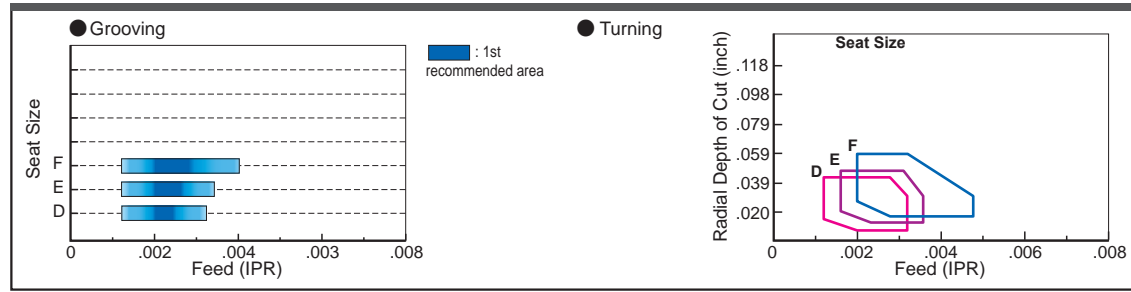 ● Grooving
: 1st
recommended area
Seat Size
F
E
D
0 .002 .004 .003 .008
Feed (IPR)
● Turning
Seat Size
Radial Depth of Cut (inch)
.118
.098
.079
.059
.039
.020
F
E
D
0 .002 .004 .006 .008
Feed (IPR)